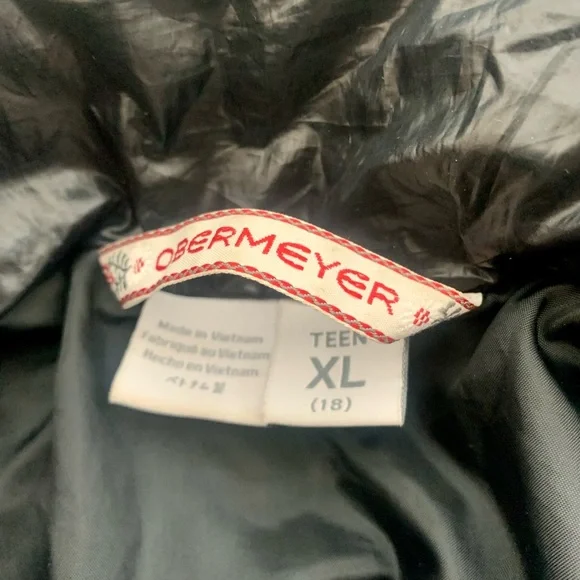 OBERMEYER
Made in Vietnam
Fabriqué au Vietnam
Hecho en Vietnam
ベトナム製
TEEN
XL
(18)